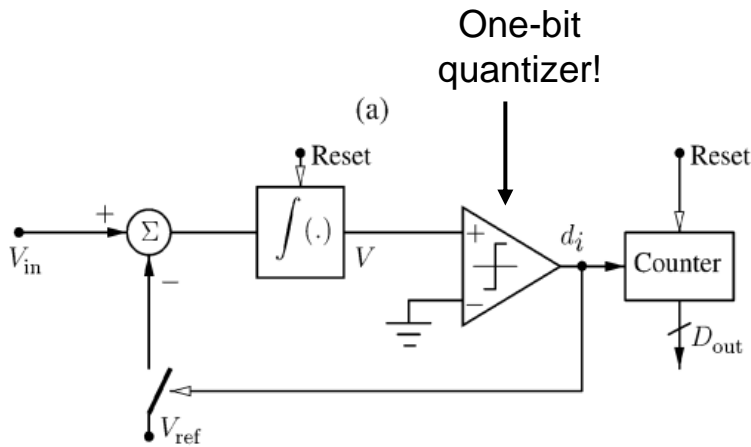 One-bit
quantizer!
(a)
Reset
Reset
+
Σ
∫ (.)
V
+
−
d_i
Counter
V_in
−
D_out
V_ref